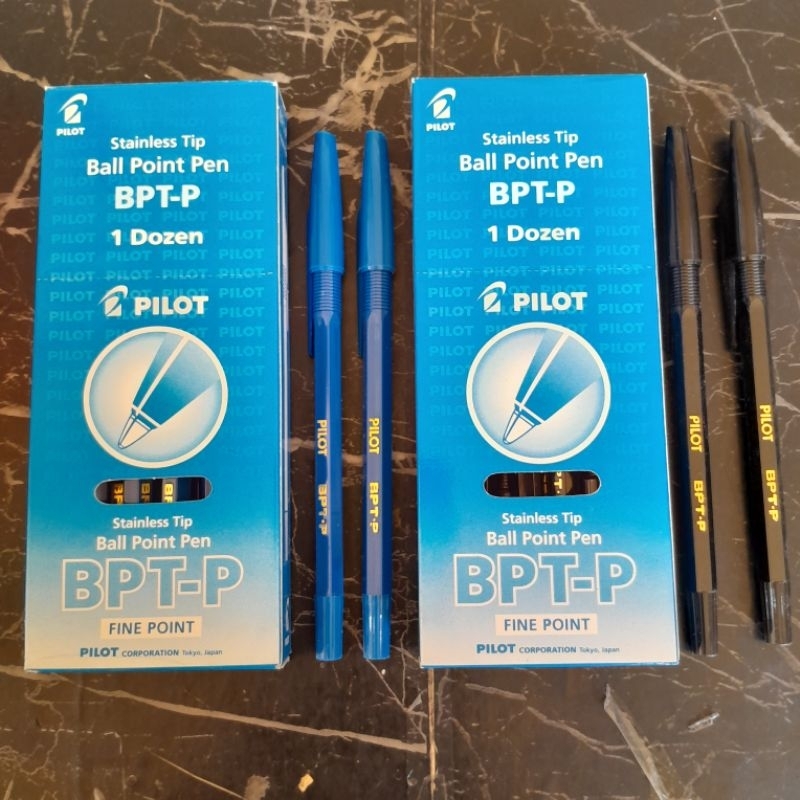 PILOT
Stainless Tip
Ball Point Pen
BPT-P
1 Dozen
PILOT
Stainless Tip
Ball Point Pen
BPT-P
FINE POINT
PILOT CORPORATION Tokyo, Japan
PILOT BPT-P
PILOT BPT-P
PILOT
Stainless Tip
Ball Point Pen
BPT-P
1 Dozen
PILOT
Stainless Tip
Ball Point Pen
BPT-P
FINE POINT
PILOT CORPORATION Tokyo, Japan
PILOT BPT-P
PILOT BPT-P